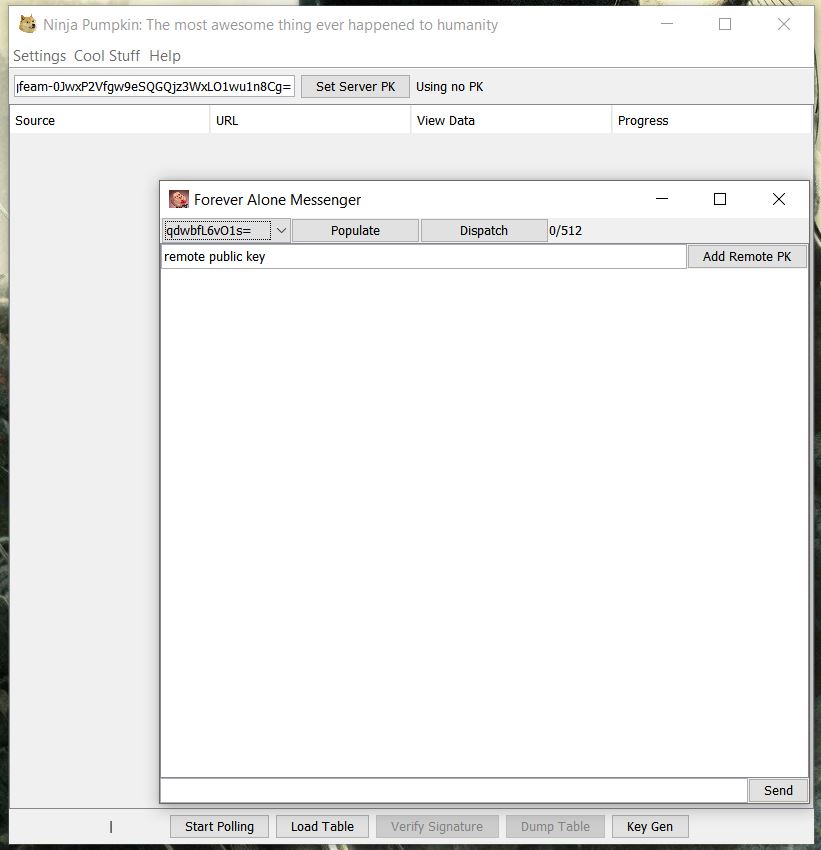 Ninja Pumpkin: The most awesome thing ever happened to humanity
Settings Cool Stuff Help
feam-0JwxP2Vfgw9eSQGQjz3WxLO1wu1n8Cg= Set Server PK Using no PK
Source URL View Data Progress
Forever Alone Messenger
qdwbfL6vO1s= Populate Dispatch 0/512
remote public key Add Remote PK
Send
Start Polling Load Table Verify Signature Dump Table Key Gen